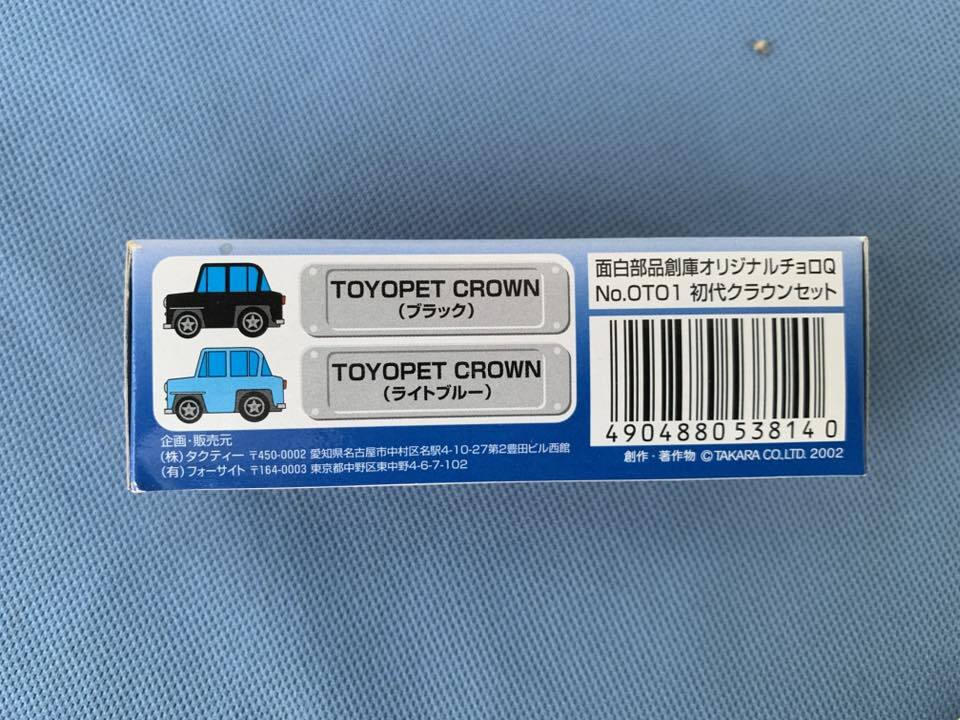 TOYOPET CROWN
(ブラック)
TOYOPET CROWN
(ライトブルー)
企画・販売元
(株)タクティー 〒450-0002 愛知県名古屋市中村区名駅4-10-27第2豊田ビル西館
(有)フォーサイト 〒164-0003 東京都中野区東中野4-6-7-102
面白部品創庫オリジナルチョロQ
No.OT01 初代クラウンセット
4904880538140
創作・著作物 ©TAKARA CO.,LTD. 2002